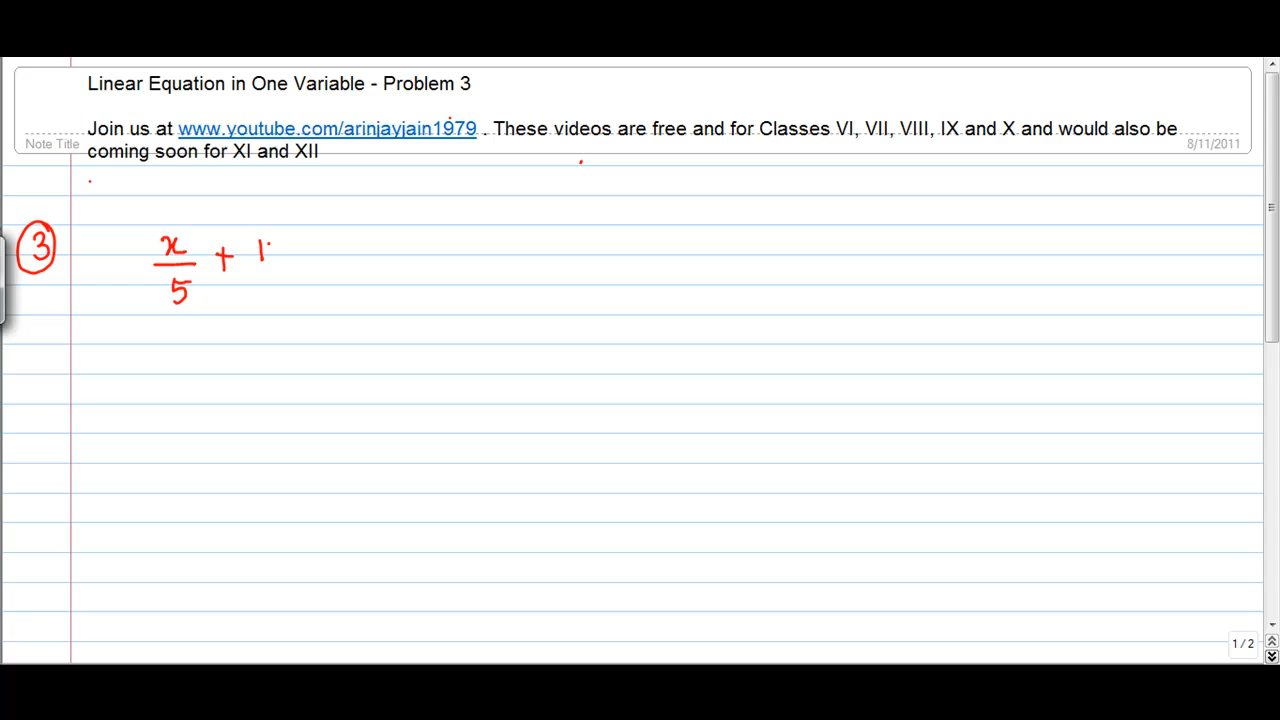 Linear Equation in One Variable - Problem 3
Join us at www.youtube.com/arinjayjain1979 . These videos are free and for Classes VI, VII, VIII, IX and X and would also be
Note Title
8/11/2011
coming soon for XI and XII
3
x/5 + 1
1 / 2